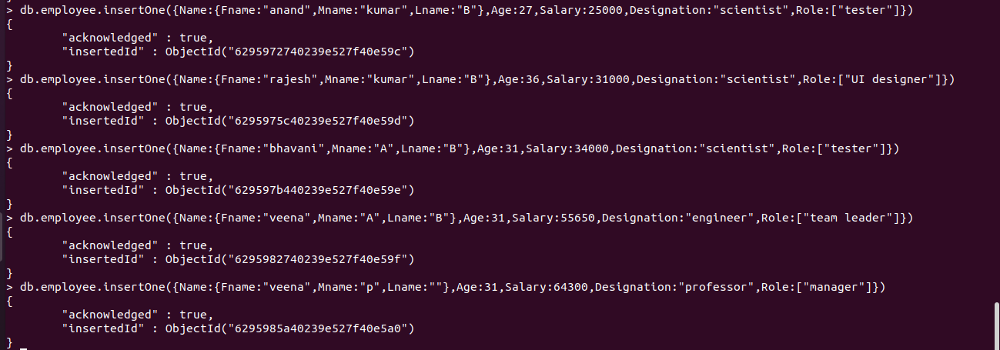 > db.employee.insertOne({Name:{Fname:"anand",Mname:"kumar",Lname:"B"},Age:27,Salary:25000,Designation:"scientist",Role:["tester"]})
{
        "acknowledged" : true,
        "insertedId" : ObjectId("6295972740239e527f40e59c")
}
> db.employee.insertOne({Name:{Fname:"rajesh",Mname:"kumar",Lname:"B"},Age:36,Salary:31000,Designation:"scientist",Role:["UI designer"]})
{
        "acknowledged" : true,
        "insertedId" : ObjectId("6295975c40239e527f40e59d")
}
> db.employee.insertOne({Name:{Fname:"bhavani",Mname:"A",Lname:"B"},Age:31,Salary:34000,Designation:"scientist",Role:["tester"]})
{
        "acknowledged" : true,
        "insertedId" : ObjectId("629597b440239e527f40e59e")
}
> db.employee.insertOne({Name:{Fname:"veena",Mname:"A",Lname:"B"},Age:31,Salary:55650,Designation:"engineer",Role:["team leader"]})
{
        "acknowledged" : true,
        "insertedId" : ObjectId("6295982740239e527f40e59f")
}
> db.employee.insertOne({Name:{Fname:"veena",Mname:"p",Lname:""},Age:31,Salary:64300,Designation:"professor",Role:["manager"]})
{
        "acknowledged" : true,
        "insertedId" : ObjectId("6295985a40239e527f40e5a0")
}